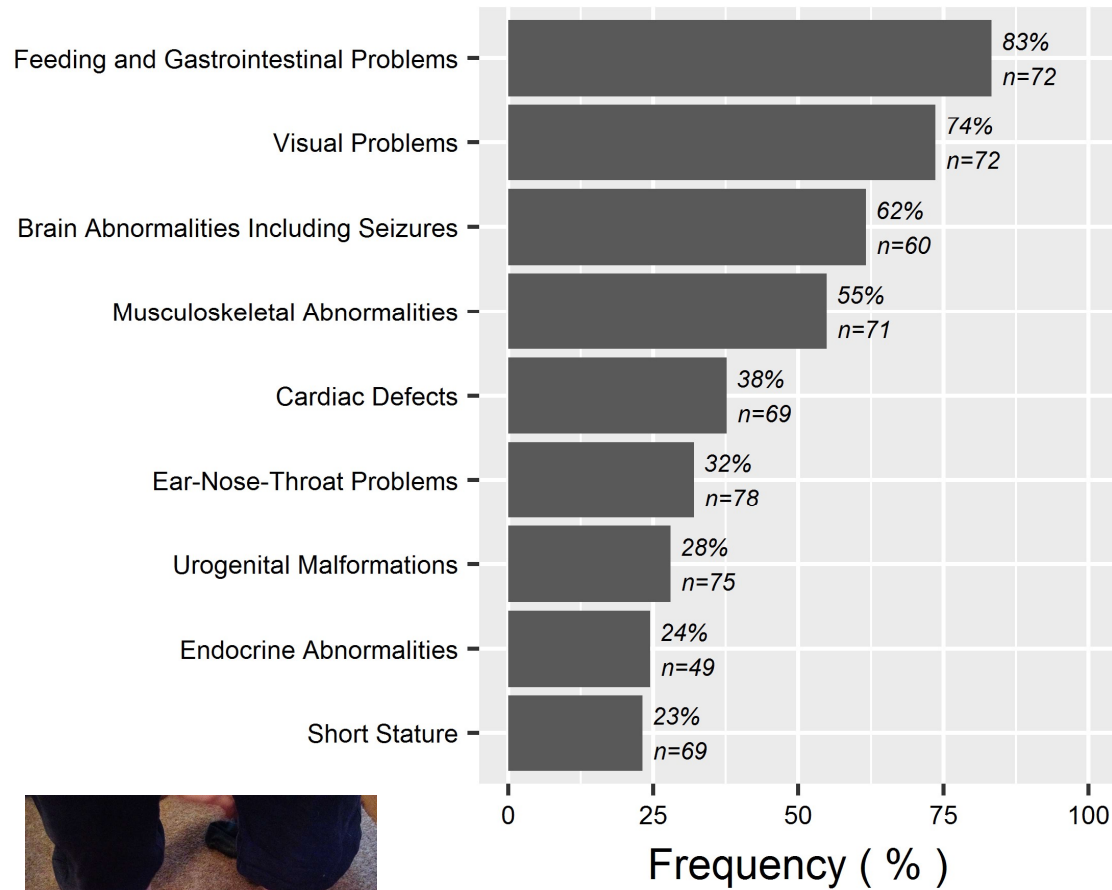 Feeding and Gastrointestinal Problems
83%
n=72
Visual Problems
74%
n=72
Brain Abnormalities Including Seizures
62%
n=60
Musculoskeletal Abnormalities
55%
n=71
Cardiac Defects
38%
n=69
Ear-Nose-Throat Problems
32%
n=78
Urogenital Malformations
28%
n=75
Endocrine Abnormalities
24%
n=49
Short Stature
23%
n=69
0 25 50 75 100
Frequency ( % )